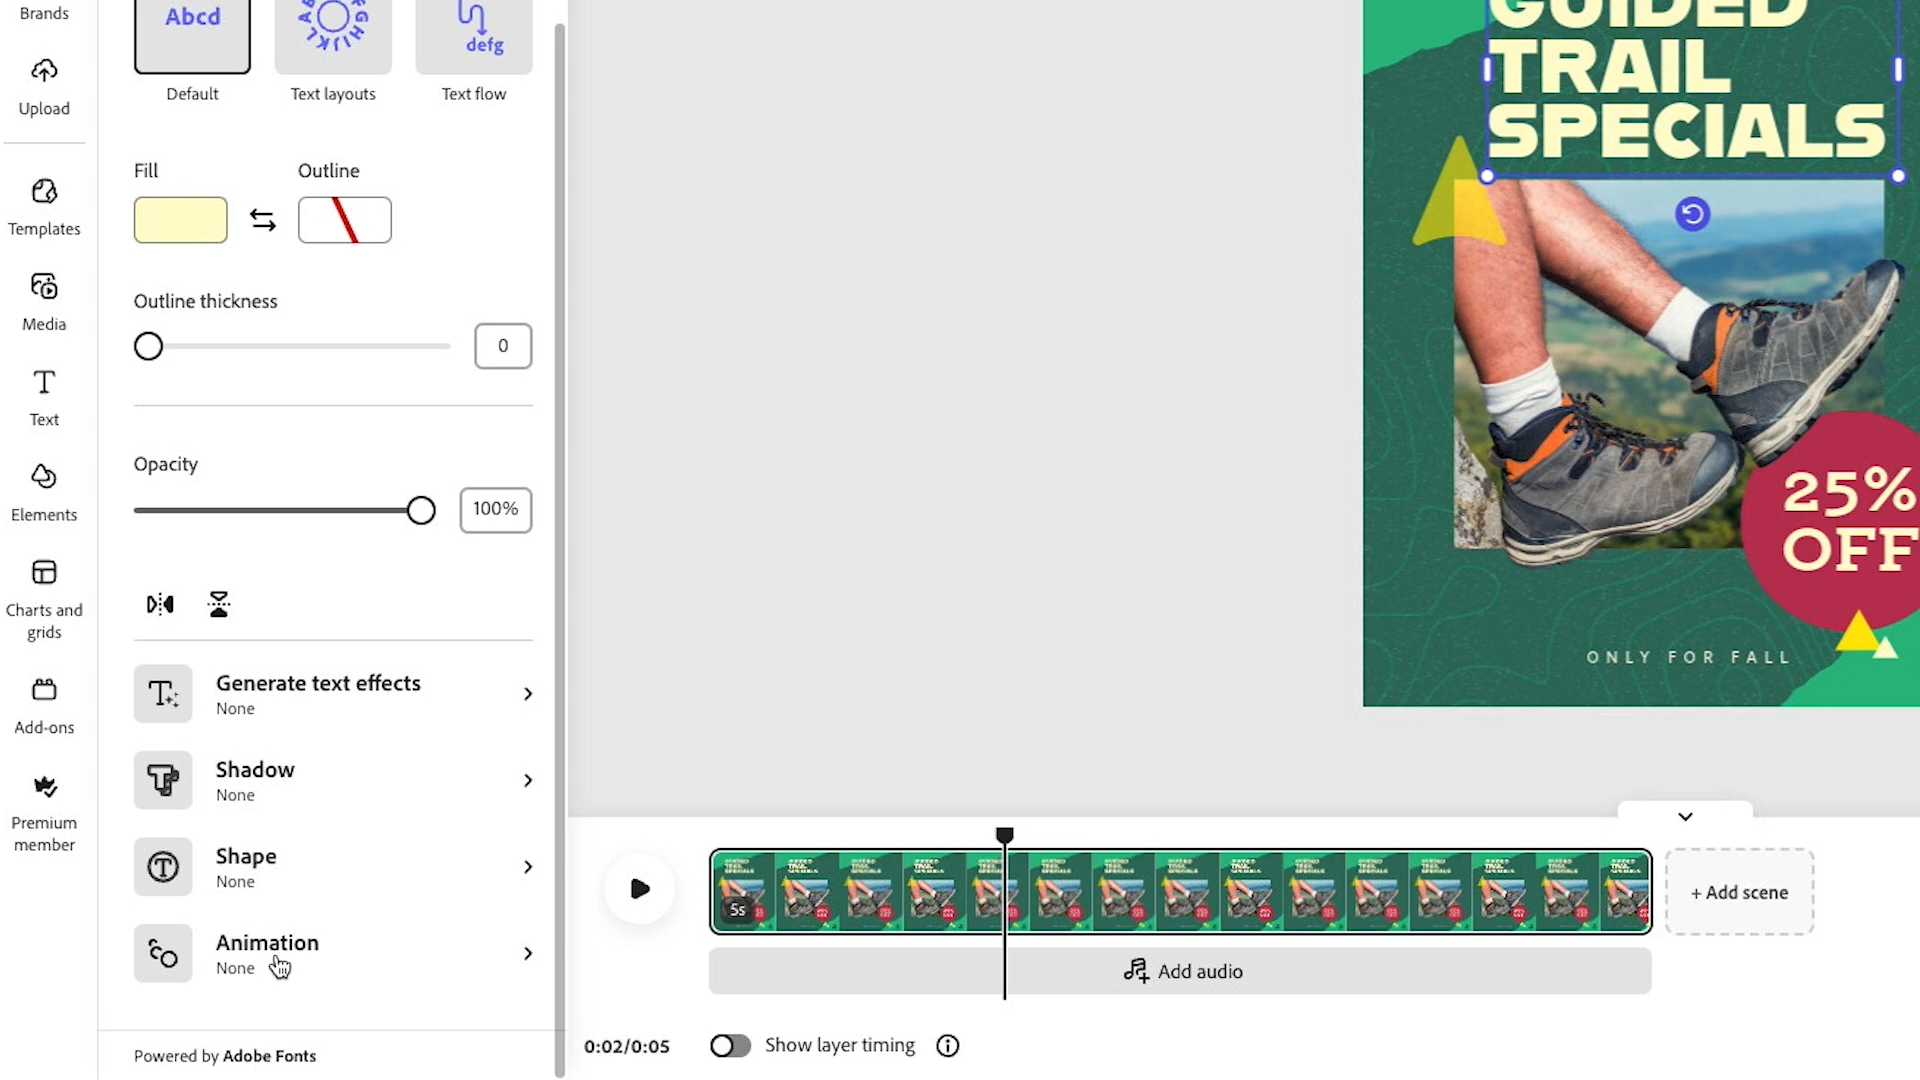 Brands
Upload
Templates
Media
Text
Elements
Charts and
grids
Add-ons
Premium
member
Abcd
Default
Text layouts
defg
Text flow
Fill
Outline
Outline thickness
0
Opacity
100%
Generate text effects
None
Shadow
None
Shape
None
Animation
None
Powered by Adobe Fonts
GUIDED
TRAIL
SPECIALS
25%
OFF
ONLY FOR FALL
5s
+ Add scene
Add audio
0:02/0:05
Show layer timing